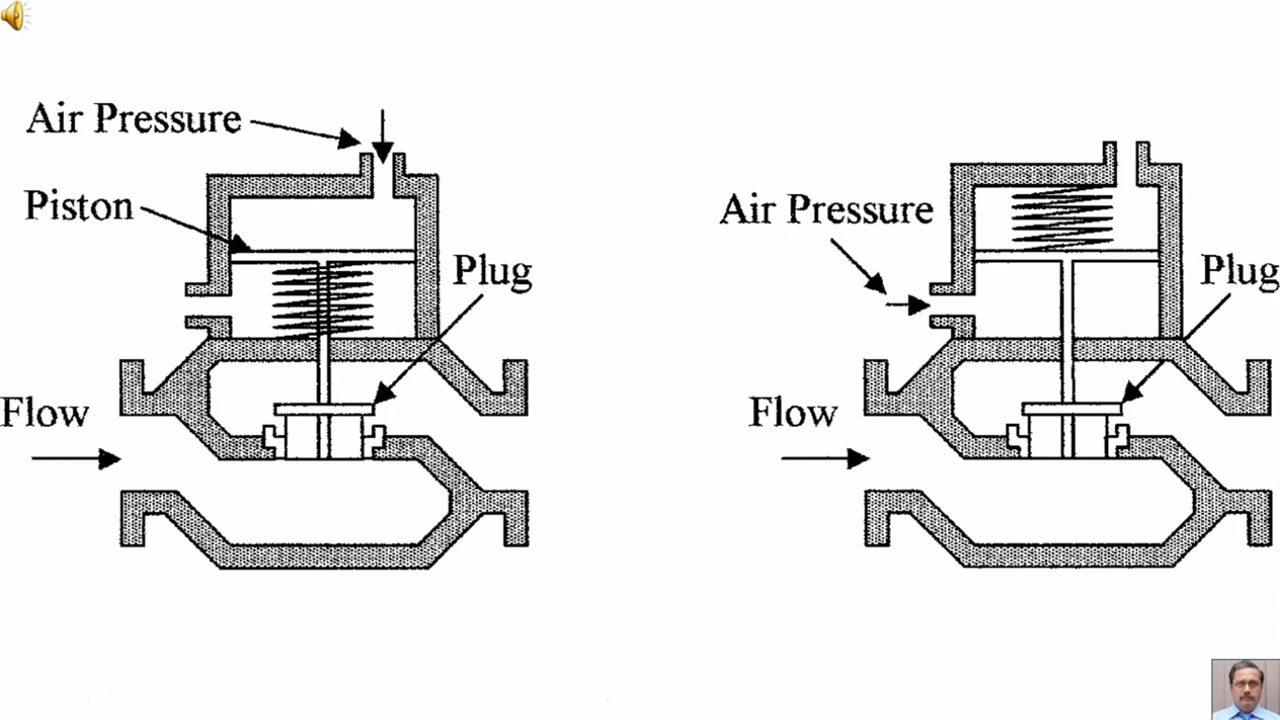 Air Pressure
Piston
Plug
Flow
Air Pressure
Plug
Flow